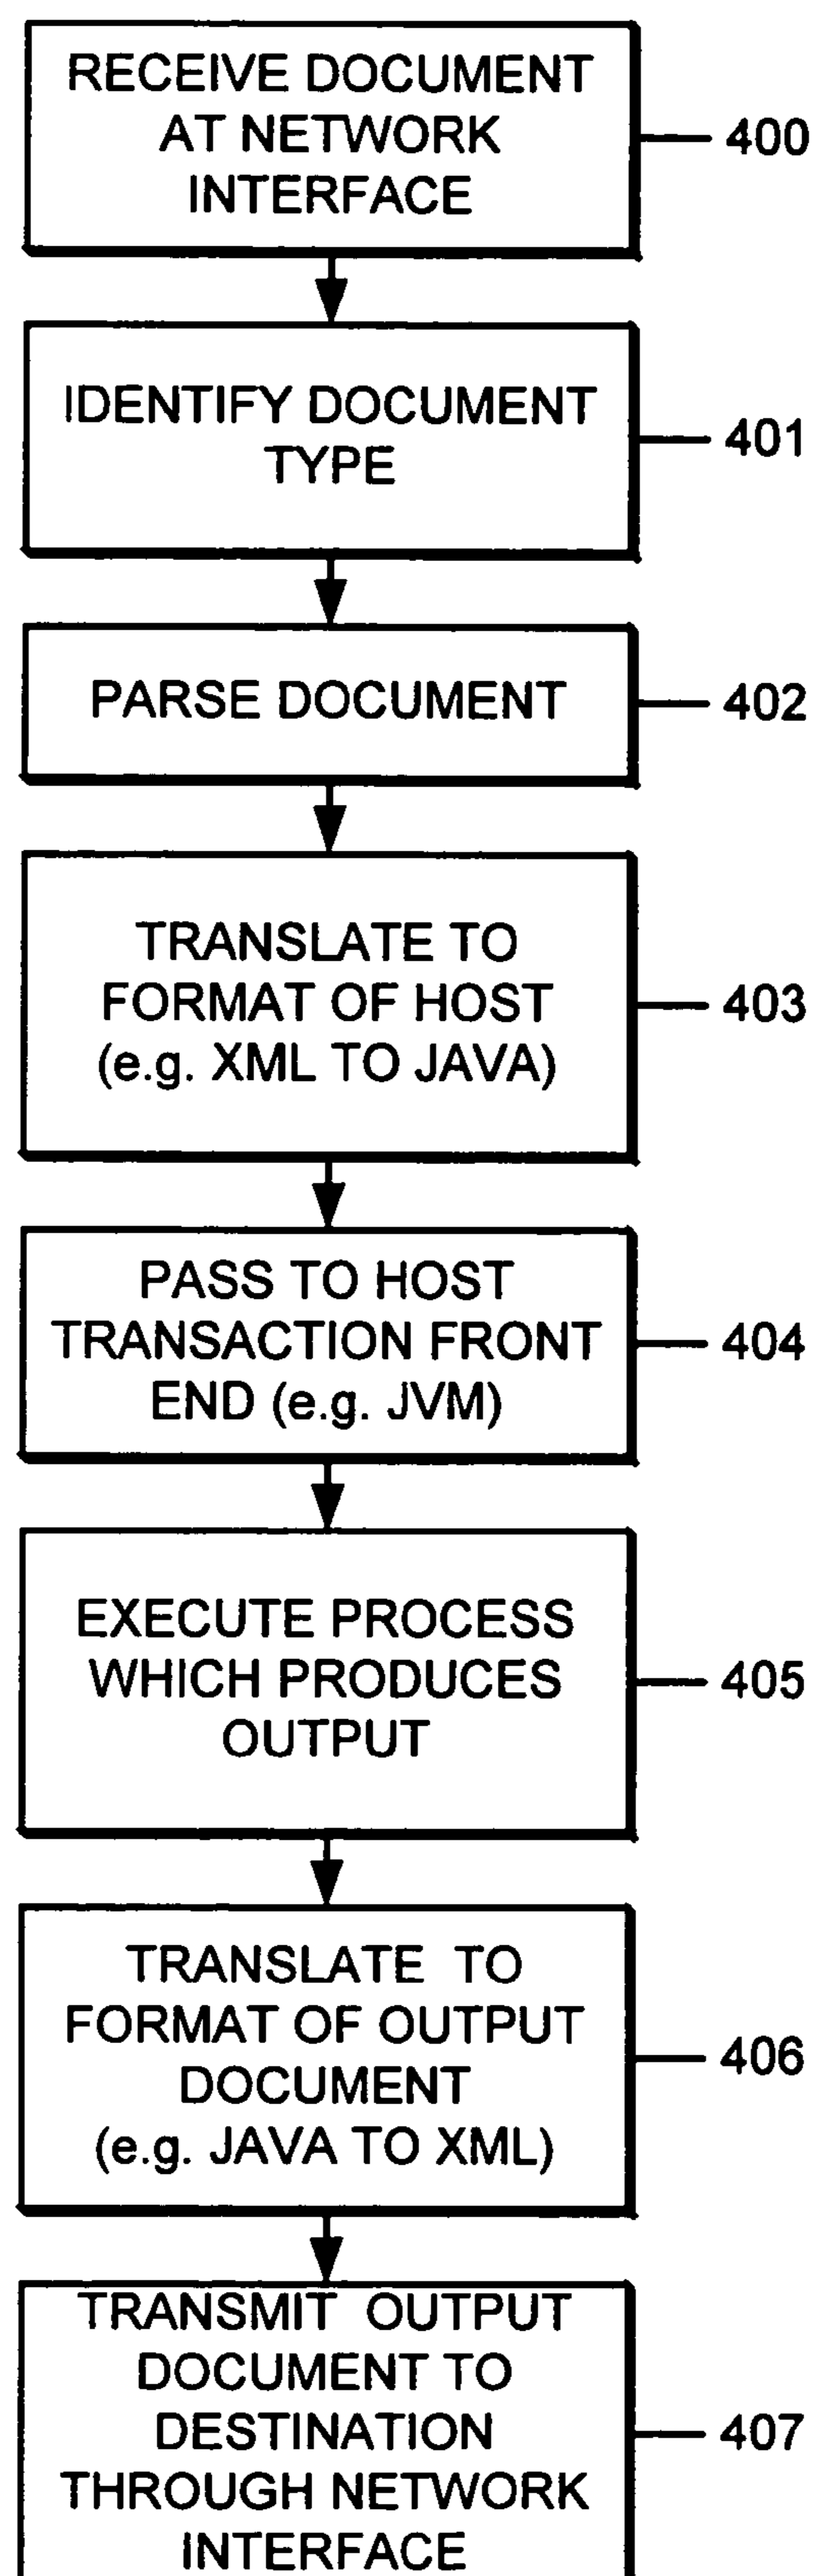 RECEIVE DOCUMENT
AT NETWORK
INTERFACE
400
IDENTIFY DOCUMENT
TYPE
401
PARSE DOCUMENT
402
TRANSLATE TO
FORMAT OF HOST
(e.g. XML TO JAVA)
403
PASS TO HOST
TRANSACTION FRONT
END (e.g. JVM)
404
EXECUTE PROCESS
WHICH PRODUCES
OUTPUT
405
TRANSLATE TO
FORMAT OF OUTPUT
DOCUMENT
(e.g. JAVA TO XML)
406
TRANSMIT OUTPUT
DOCUMENT TO
DESTINATION
THROUGH NETWORK
INTERFACE
407